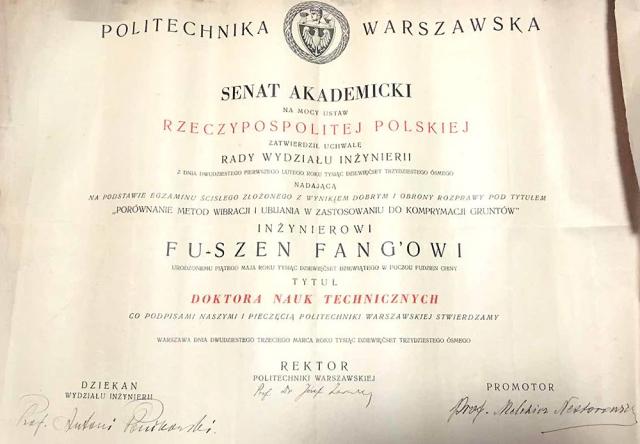 POLITECHNIKA WARSZAWSKA
SENAT AKADEMICKI
NA MOCY USTAW
RZECZYPOSPOLITEJ POLSKIEJ
ZATWIERDZIŁ UCHWAŁĘ
RADY WYDZIAŁU INŻYNIERII
Z DNIA DWUDZIESTEGO PIERWSZEGO LUTEGO ROKU TYSIĄC DZIEWIĘĆSET TRZYDZIESTEGO ÓSMEGO
NADAJĄCĄ
NA PODSTAWIE EGZAMINU ŚCISŁEGO ZŁOŻONEGO Z WYNIKIEM DOBRYM I OBRONY ROZPRAWY POD TYTUŁEM
„PORÓWNANIE METOD WIBRACJI I UBIJANIA W ZASTOSOWANIU DO KOMPRYMACJI GRUNTÓW"
INŻYNIEROWI
FU-SZEN FANG'OWI
URODZONEMU PIĄTEGO MAJA ROKU TYSIĄC DZIEWIĘĆSET DZIEWIĄTEGO W PUCZOU FUDZIEN CHINY
TYTUŁ
DOKTORA NAUK TECHNICZNYCH
CO PODPISAMI NASZYMI I PIECZĘCIĄ POLITECHNIKI WARSZAWSKIEJ STWIERDZAMY
WARSZAWA DNIA DWUDZIESTEGO TRZECIEGO MARCA ROKU TYSIĄC DZIEWIĘĆSET TRZYDZIESTEGO ÓSMEGO
REKTOR
POLITECHNIKI WARSZAWSKIEJ
Prof. Dr Józef
DZIEKAN
WYDZIAŁU INŻYNIERII
Prof. Antoni Ponikowski.
PROMOTOR
Prof. Melchior Nestorowicz